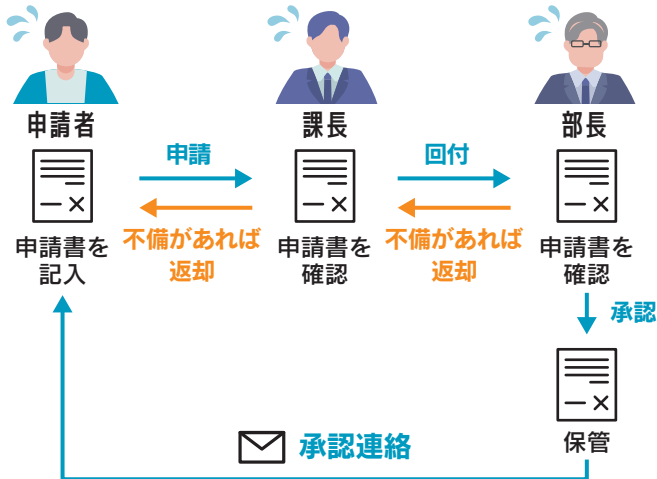 申請者
課長
部長
申請
回付
不備があれば
返却
不備があれば
返却
申請書を
記入
申請書を
確認
申請書を
確認
承認
保管
承認連絡